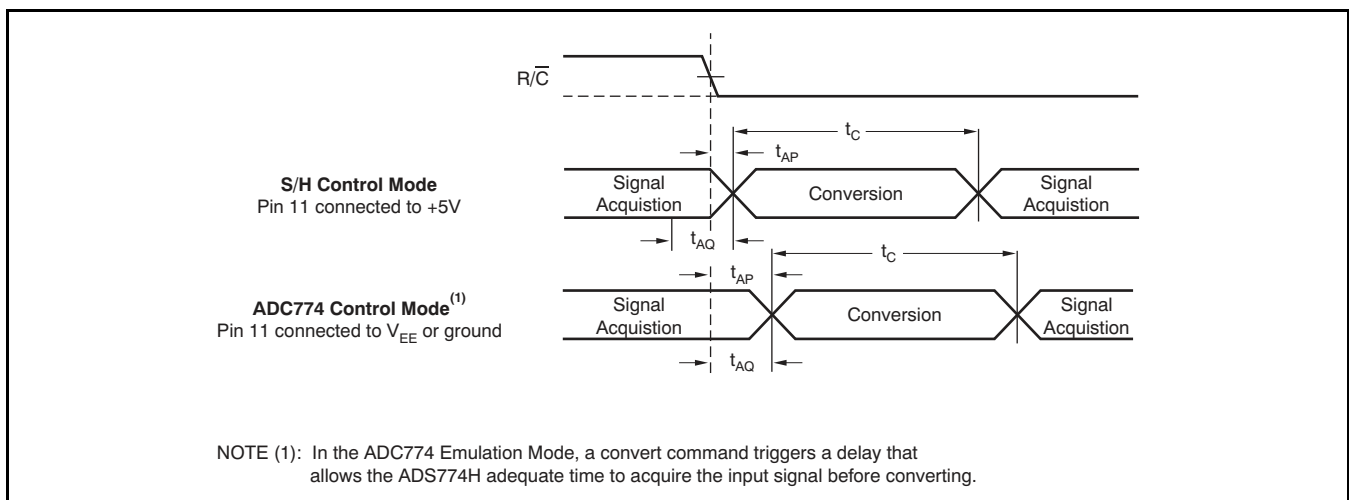 R/C̅
t_C
t_AP
S/H Control Mode
Pin 11 connected to +5V
Signal
Acquistion
Conversion
Signal
Acquistion
t_AQ
t_C
t_AP
ADC774 Control Mode(1)
Pin 11 connected to V_EE or ground
Signal
Acquistion
Conversion
Signal
Acquistion
t_AQ
NOTE (1): In the ADC774 Emulation Mode, a convert command triggers a delay that
allows the ADS774H adequate time to acquire the input signal before converting.